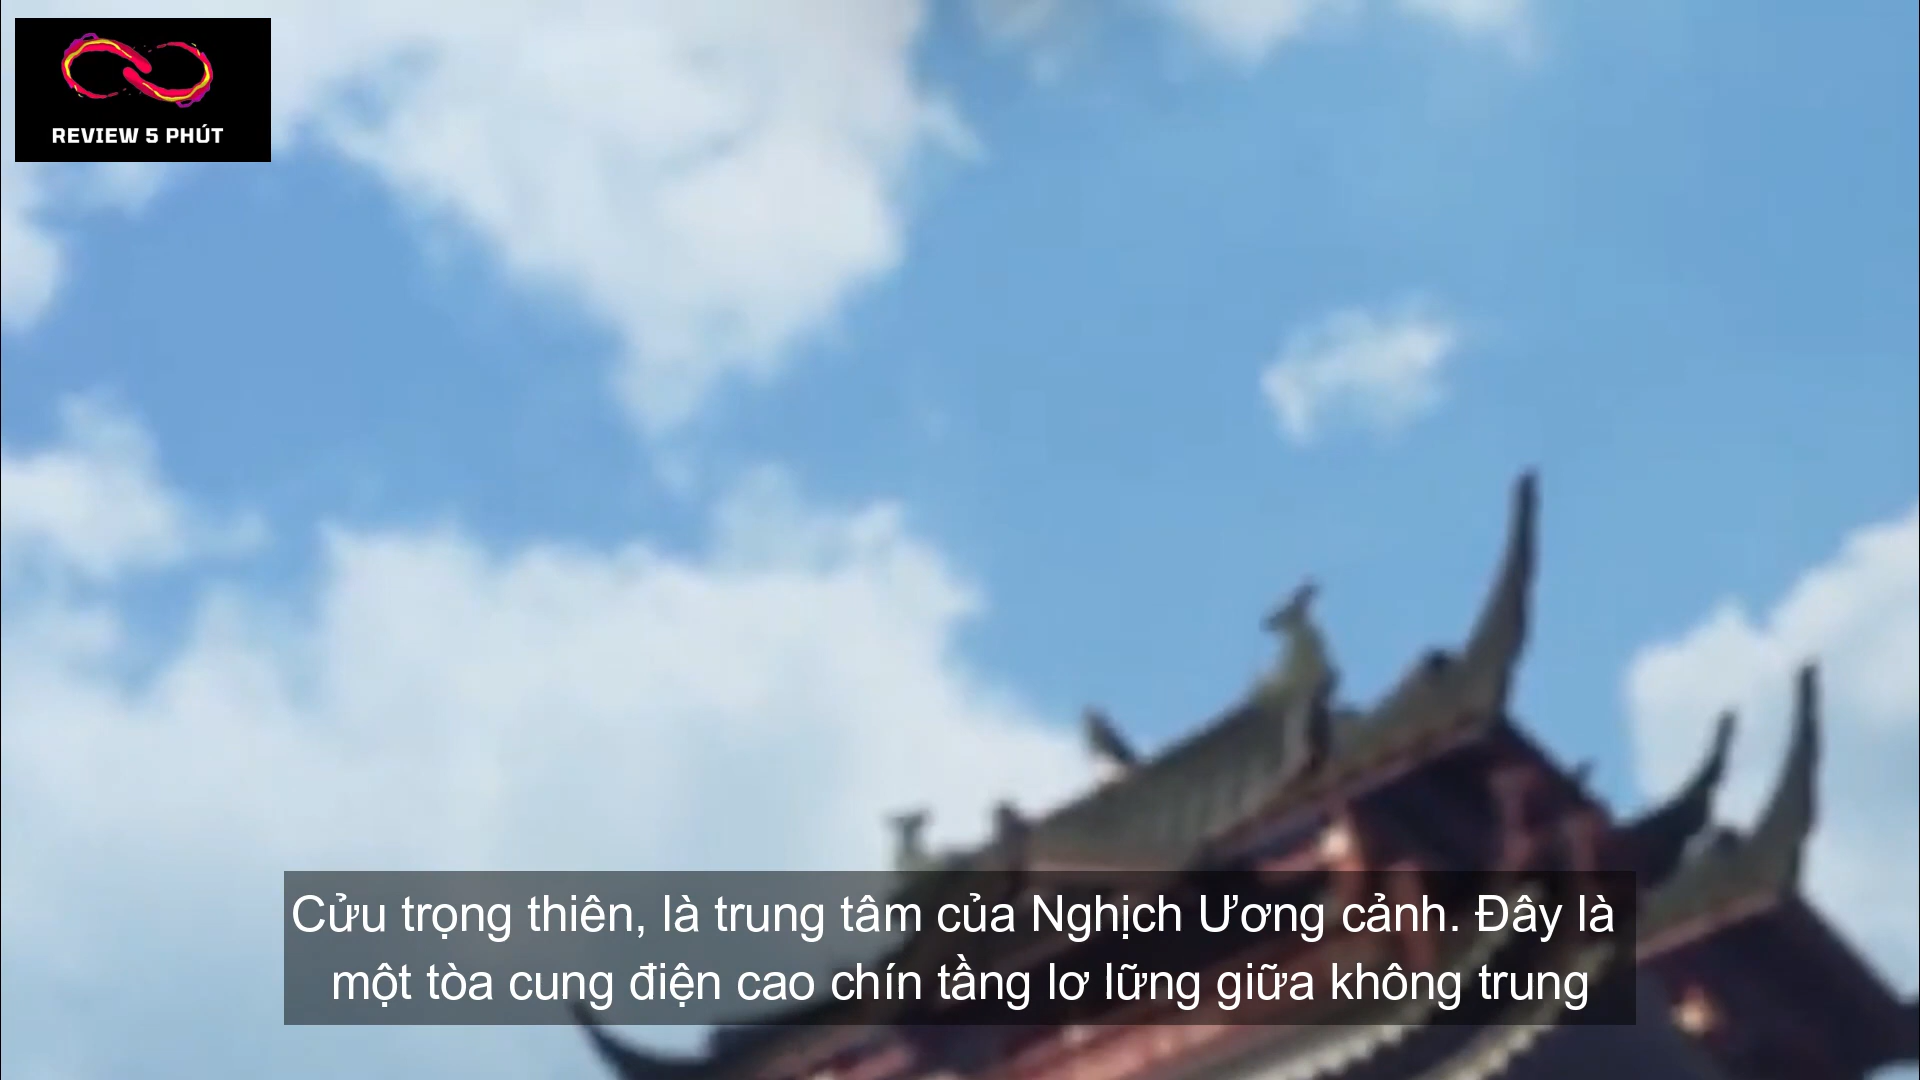 REVIEW 5 PHÚT
Cửu trọng thiên, là trung tâm của Nghịch Ương cảnh. Đây là
một tòa cung điện cao chín tầng lơ lững giữa không trung